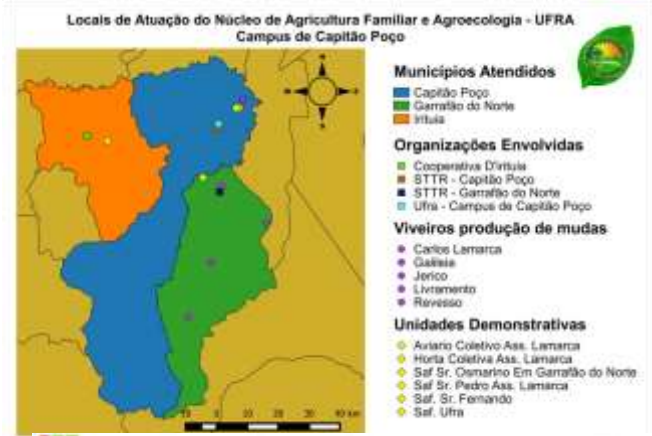 Locais de Atuação do Núcleo de Agricultura Familiar e Agroecologia - UFRA
Campus de Capitão Poço
Municípios Atendidos
Capitão Poço
Garrafão do Norte
Irituia
Organizações Envolvidas
Cooperativa D'irituia
STTR - Capitão Poço
STTR - Garrafão do Norte
Ufra - Campus de Capitão Poço
Viveiros produção de mudas
Carlos Lamarca
Galileia
Jerico
Livramento
Revesso
Unidades Demonstrativas
Aviario Coletivo Ass. Lamarca
Horta Coletiva Ass. Lamarca
Saf Sr. Osmarino Em Garrafão do Norte
Saf Sr. Pedro Ass. Lamarca
Saf. Sr. Fernando
Saf. Ufra
10 0 10 20 30 40 km